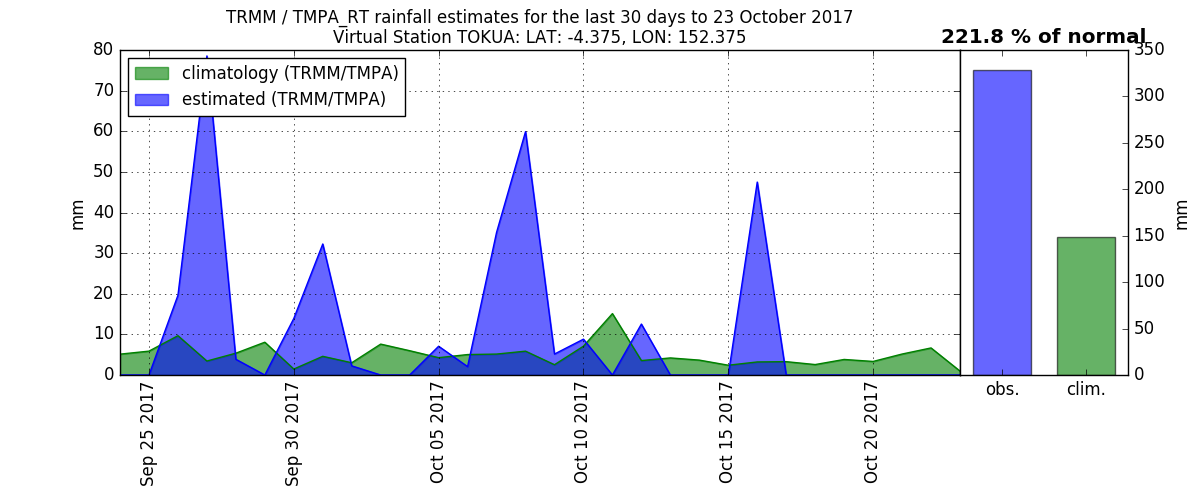 TRMM / TMPA_RT rainfall estimates for the last 30 days to 23 October 2017
Virtual Station TOKUA: LAT: -4.375, LON: 152.375
221.8 % of normal
climatology (TRMM/TMPA)
estimated (TRMM/TMPA)
mm
80
70
60
50
40
30
20
10
0
Sep 25 2017
Sep 30 2017
Oct 05 2017
Oct 10 2017
Oct 15 2017
Oct 20 2017
obs.
clim.
350
300
250
200
150
100
50
0
mm